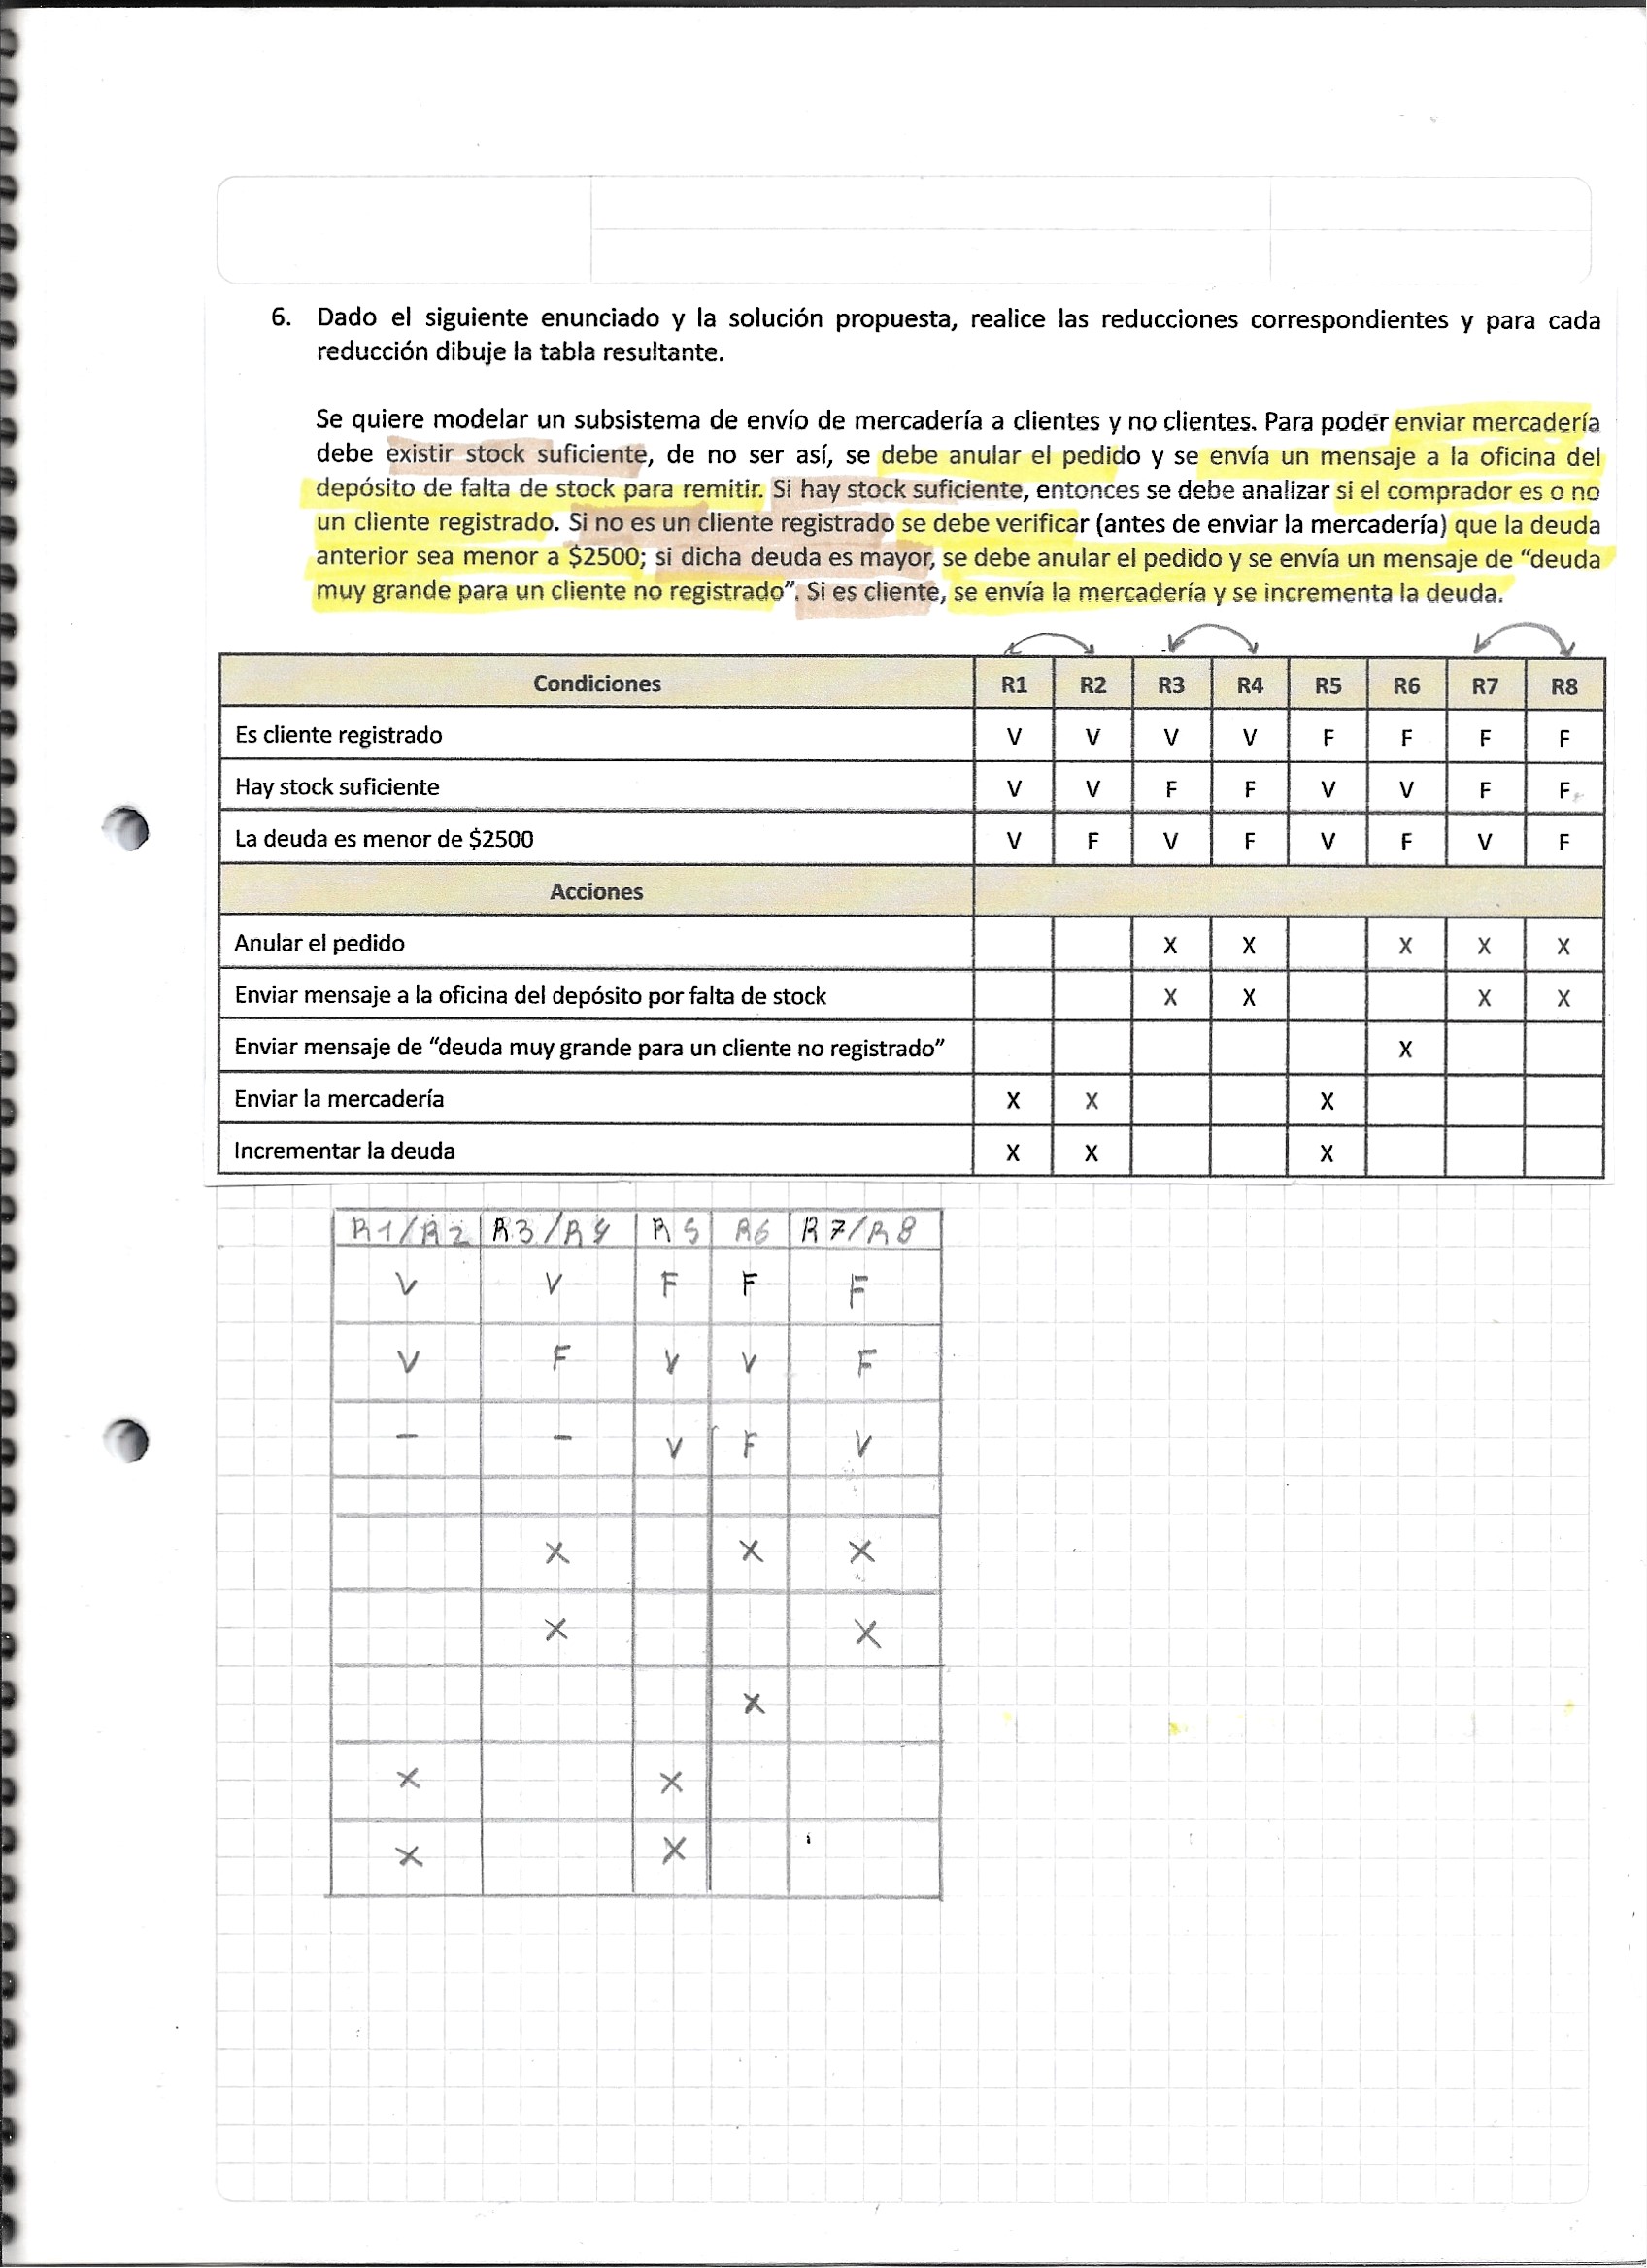 6. Dado el siguiente enunciado y la solución propuesta, realice las reducciones correspondientes y para cada
reducción dibuje la tabla resultante.
Se quiere modelar un subsistema de envío de mercadería a clientes y no clientes. Para poder enviar mercadería
debe existir stock suficiente, de no ser así, se debe anular el pedido y se envía un mensaje a la oficina del
depósito de falta de stock para remitir. Si hay stock suficiente, entonces se debe analizar si el comprador es o no
un cliente registrado. Si no es un cliente registrado se debe verificar (antes de enviar la mercadería) que la deuda
anterior sea menor a $2500; si dicha deuda es mayor, se debe anular el pedido y se envía un mensaje de “deuda
muy grande para un cliente no registrado”. Si es cliente, se envía la mercadería y se incrementa la deuda.
Condiciones R1 R2 R3 R4 R5 R6 R7 R8
Es cliente registrado V V V V F F F F
Hay stock suficiente V V F F V V F F
La deuda es menor de $2500 V F V F V F V F
Acciones
Anular el pedido X X X X X
Enviar mensaje a la oficina del depósito por falta de stock X X X X
Enviar mensaje de “deuda muy grande para un cliente no registrado” X
Enviar la mercadería X X X
Incrementar la deuda X X X
R1/R2 R3/R4 R5 R6 R7/R8
V V F F F
V F V V F
- - V F V
X X X
X X
X
X X
X X